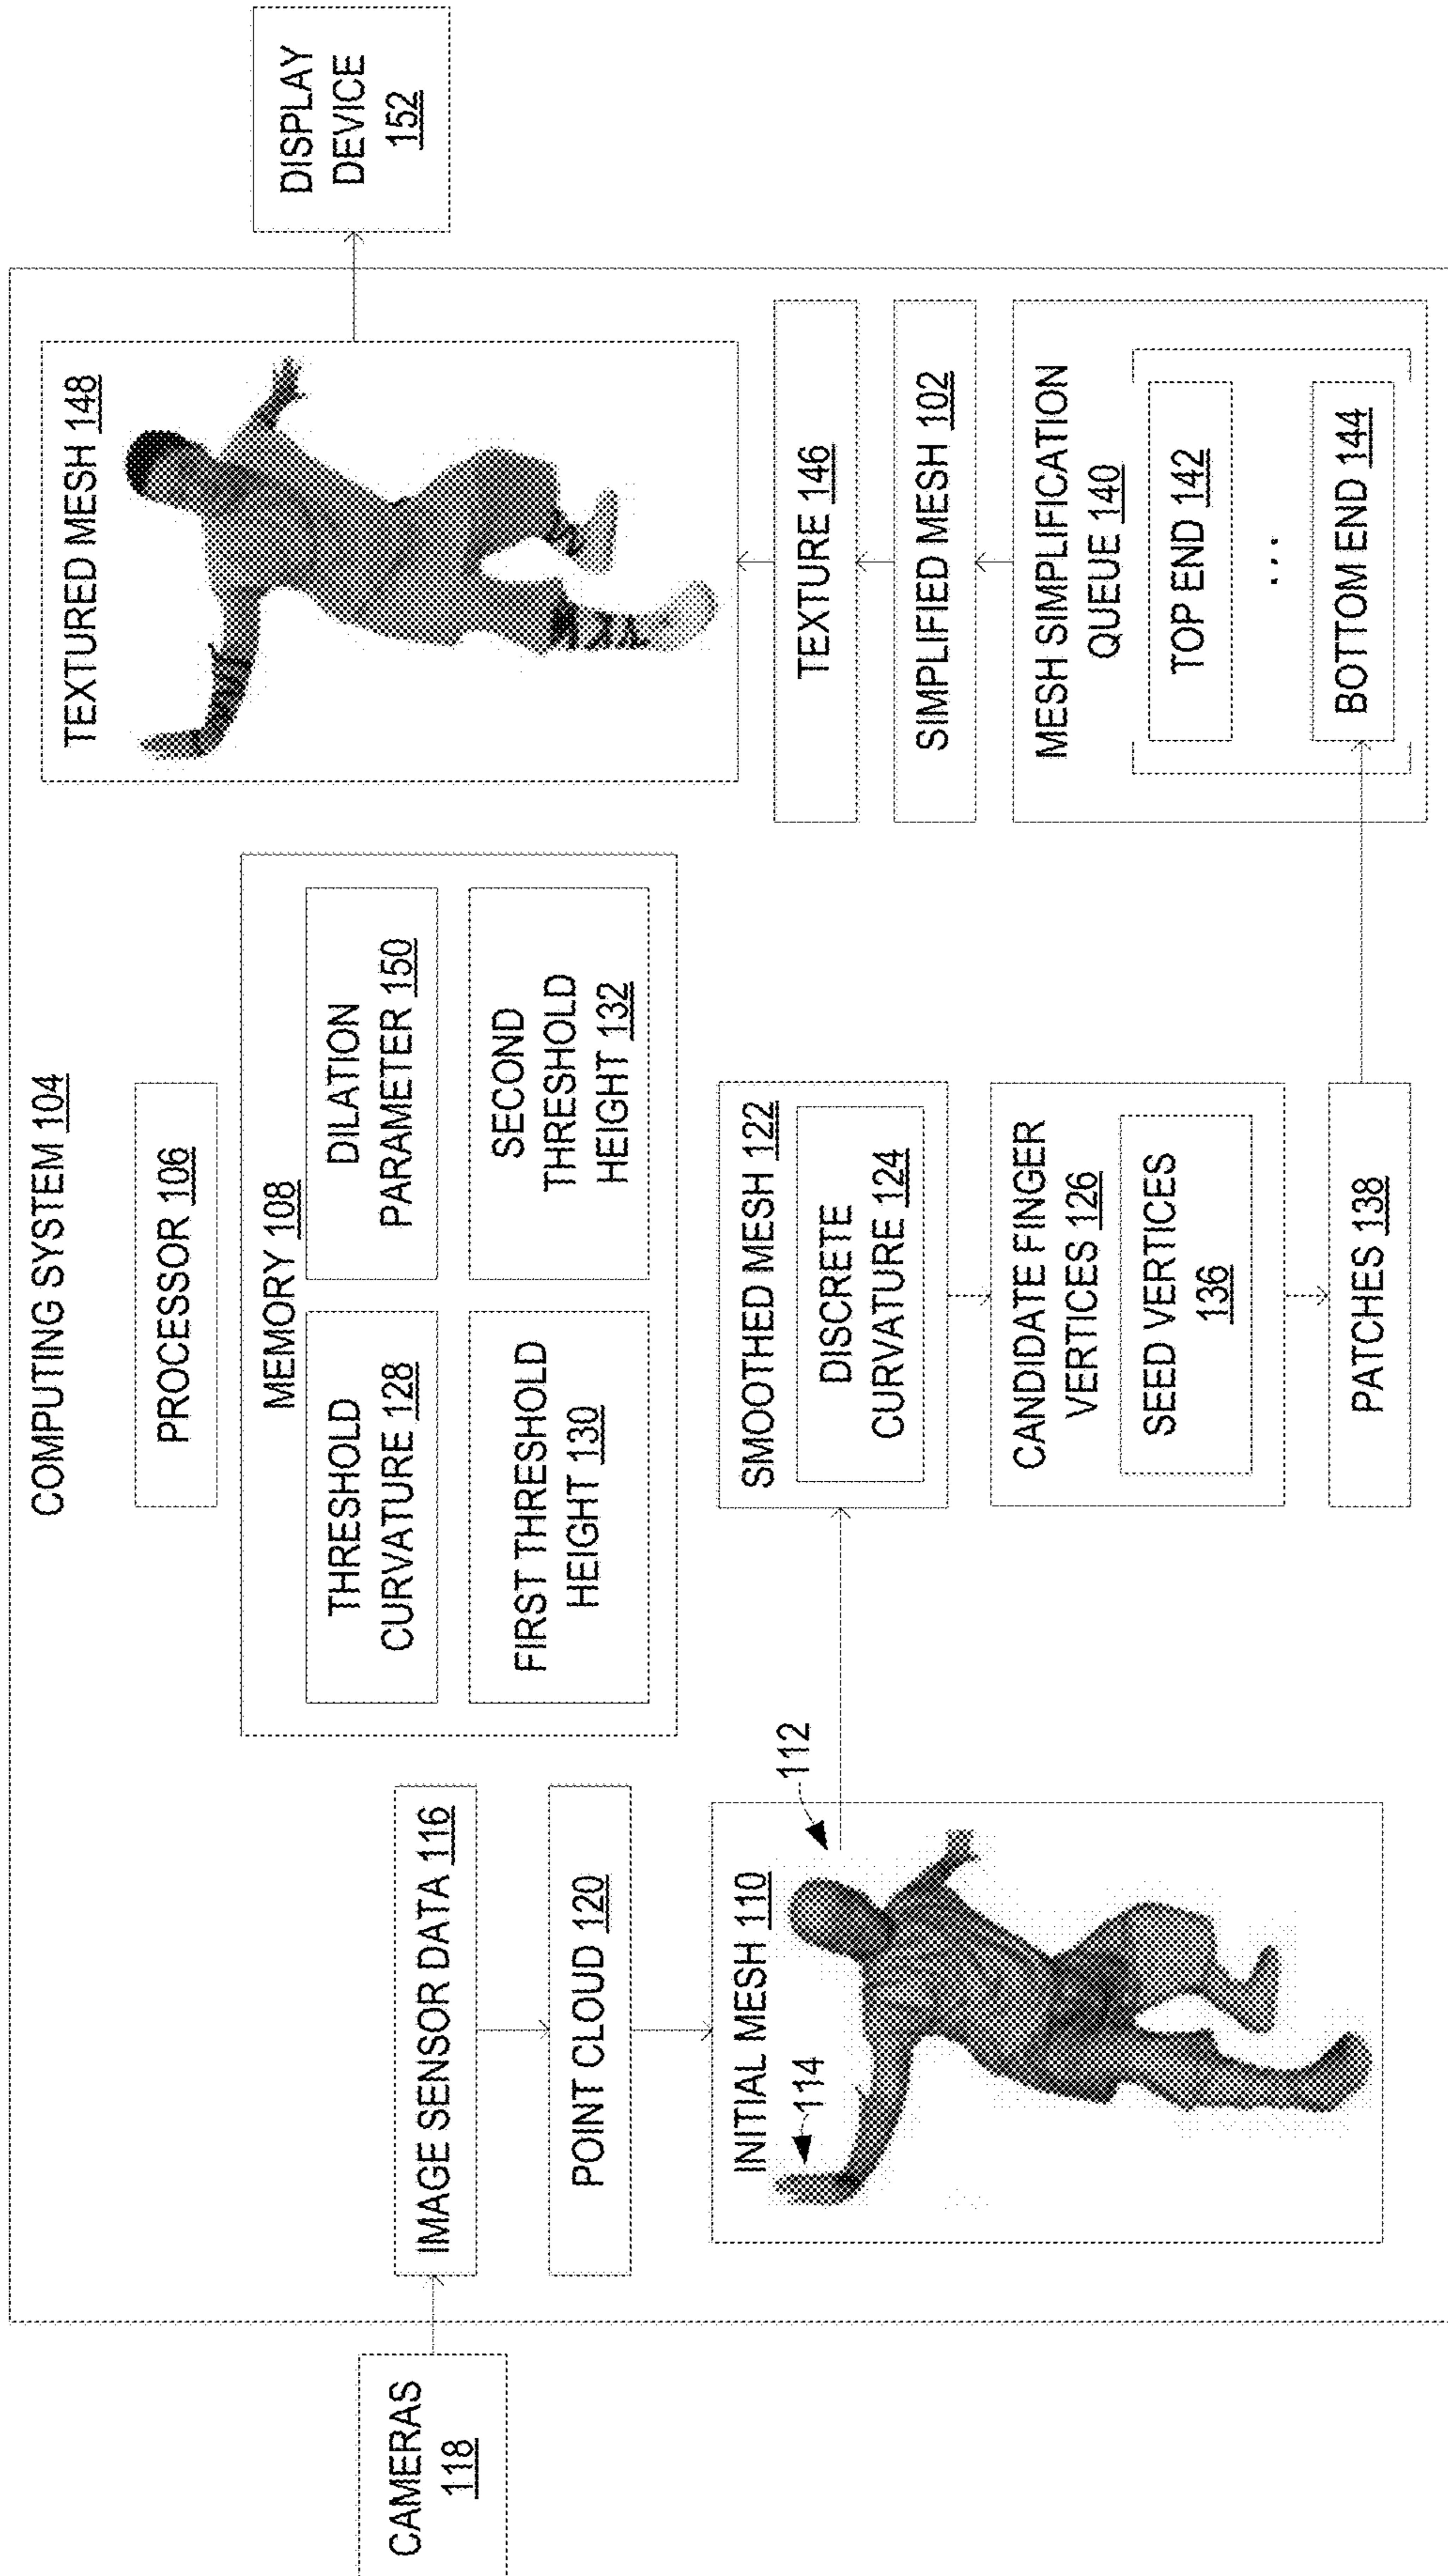 COMPUTING SYSTEM 104
CAMERAS
118
IMAGE SENSOR DATA 116
POINT CLOUD 120
INITIAL MESH 110
114
112
PROCESSOR 106
MEMORY 108
THRESHOLD
CURVATURE 128
DILATION
PARAMETER 150
FIRST THRESHOLD
HEIGHT 130
SECOND
THRESHOLD
HEIGHT 132
SMOOTHED MESH 122
DISCRETE
CURVATURE 124
CANDIDATE FINGER
VERTICES 126
SEED VERTICES
136
PATCHES 138
TEXTURED MESH 148
TEXTURE 146
SIMPLIFIED MESH 102
MESH SIMPLIFICATION
QUEUE 140
TOP END 142
...
BOTTOM END 144
DISPLAY
DEVICE
152